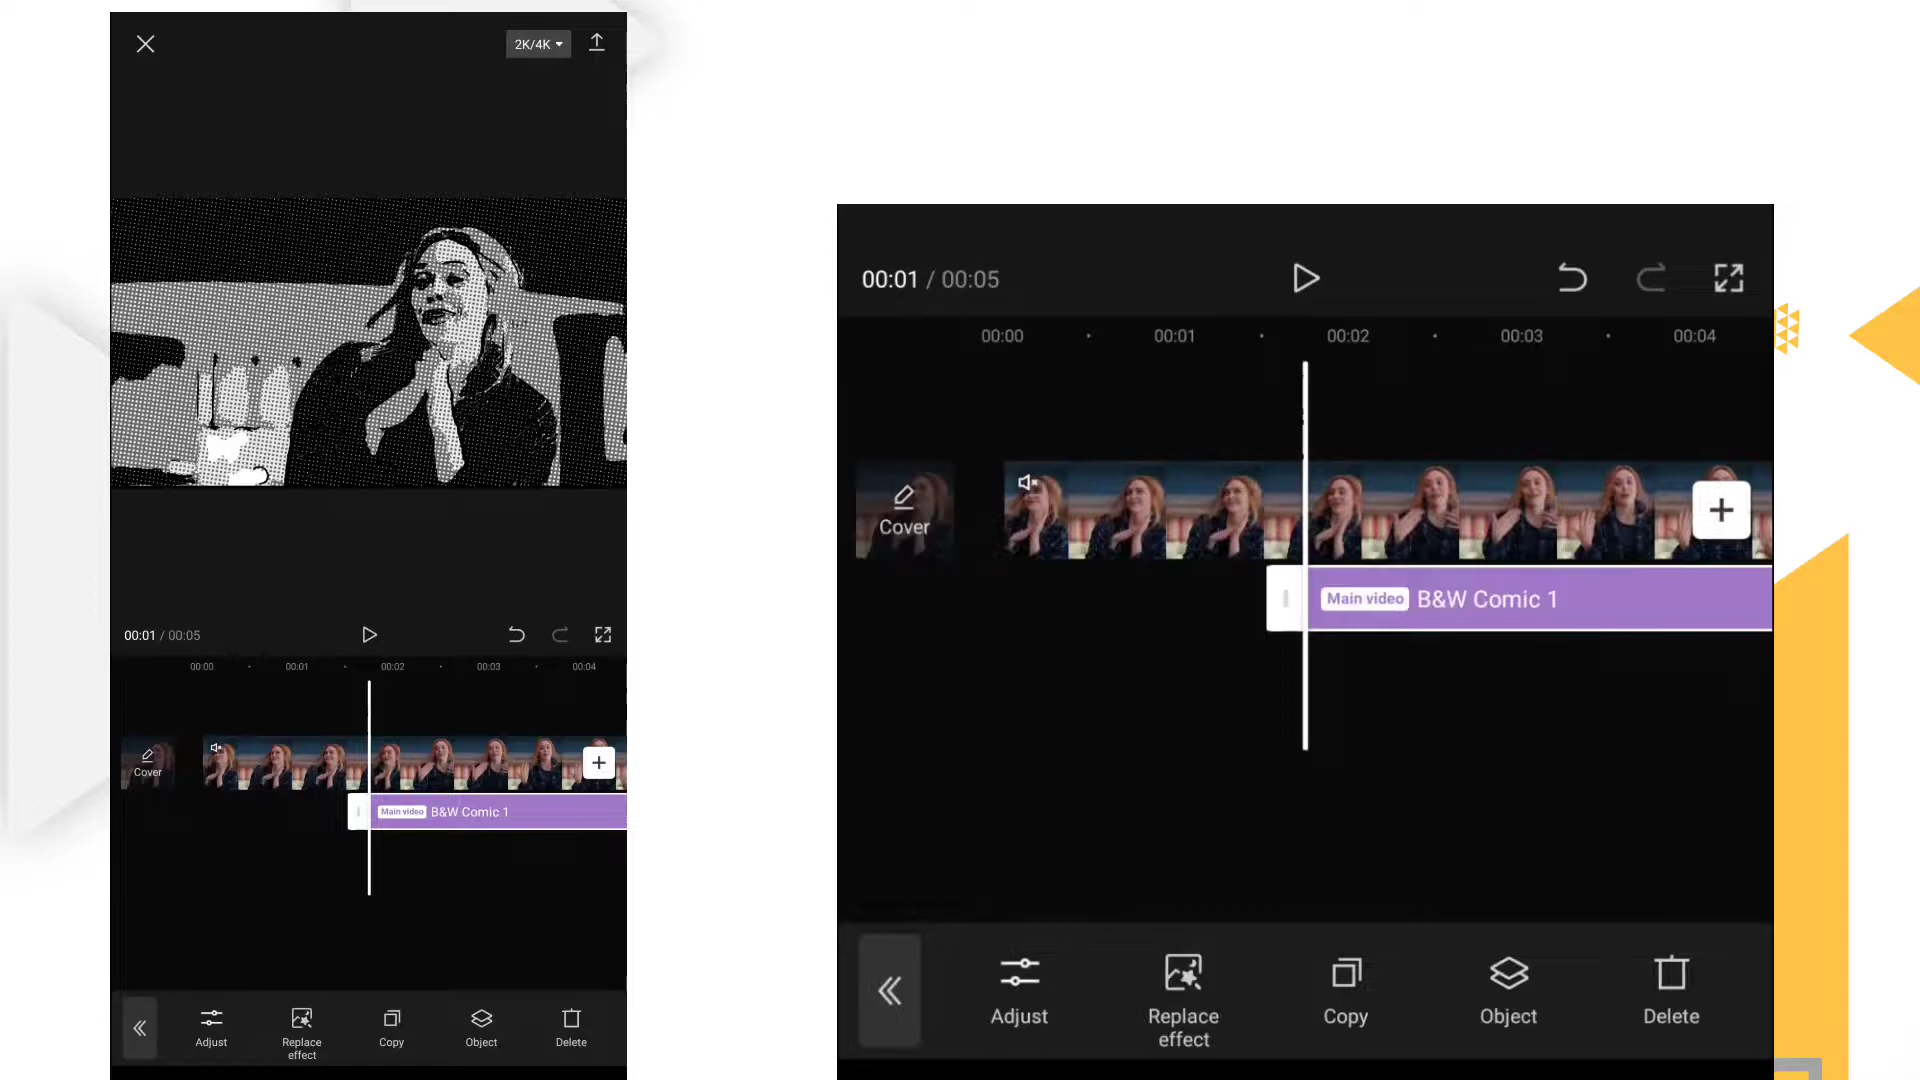 2K/4K
00:01 / 00:05
00:00 00:01 00:02 00:03 00:04
Cover
Main video B&W Comic 1
Adjust
Replace
effect
Copy
Object
Delete
00:01 / 00:05
00:00 00:01 00:02 00:03 00:04
Cover
Main video B&W Comic 1
Adjust
Replace
effect
Copy
Object
Delete